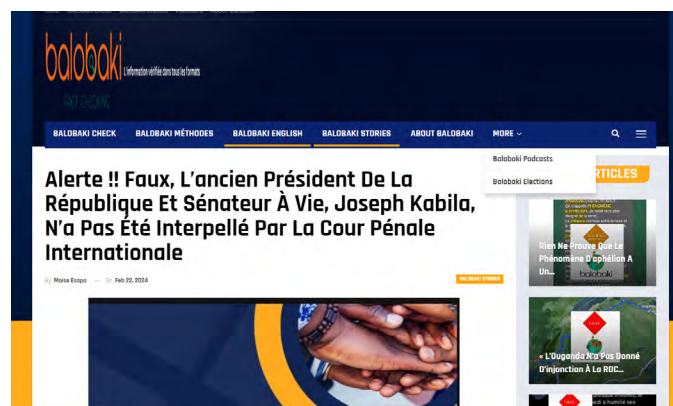 balobaki
L'information vérifiée dans tous les formats
FACT-CHECKING
BALOBAKI CHECK BALOBAKI MÉTHODES BALOBAKI ENGLISH BALOBAKI STORIES ABOUT BALOBAKI MORE
Balobaki Podcasts
Balobaki Elections
RTICLES
Alerte !! Faux, L'ancien Président De La
République Et Sénateur À Vie, Joseph Kabila,
N'a Pas Été Interpellé Par La Cour Pénale
Internationale
By Moise Esapa — On Feb 22, 2024
BALOBAKI STORIES
Rien Ne Prouve Que Le
Phénomène D'ophélion A
Un...
balobaki
« L'Ouganda N'a Pas Donné
D'injonction À La RDC...